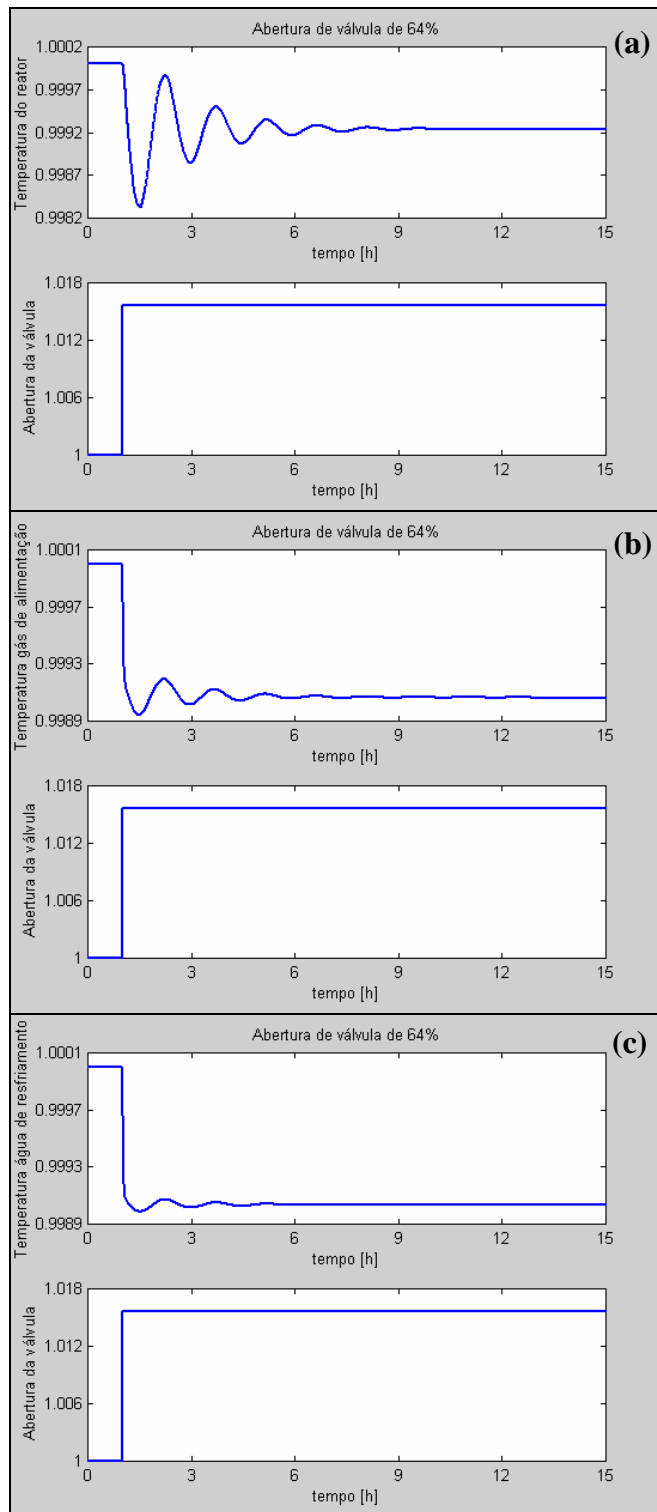 Abertura de válvula de 64%
(a)
Temperatura do reator
1.0002
0.9997
0.9992
0.9987
0.9982
0 3 6 9 12 15
tempo [h]
Abertura da válvula
1.018
1.012
1.006
1
0 3 6 9 12 15
tempo [h]
Abertura de válvula de 64%
(b)
Temperatura gás de alimentação
1.0001
0.9997
0.9993
0.9989
0 3 6 9 12 15
tempo [h]
Abertura da válvula
1.018
1.012
1.006
1
0 3 6 9 12 15
tempo [h]
Abertura de válvula de 64%
(c)
Temperatura água de resfriamento
1.0001
0.9997
0.9993
0.9989
0 3 6 9 12 15
tempo [h]
Abertura da válvula
1.018
1.012
1.006
1
0 3 6 9 12 15
tempo [h]